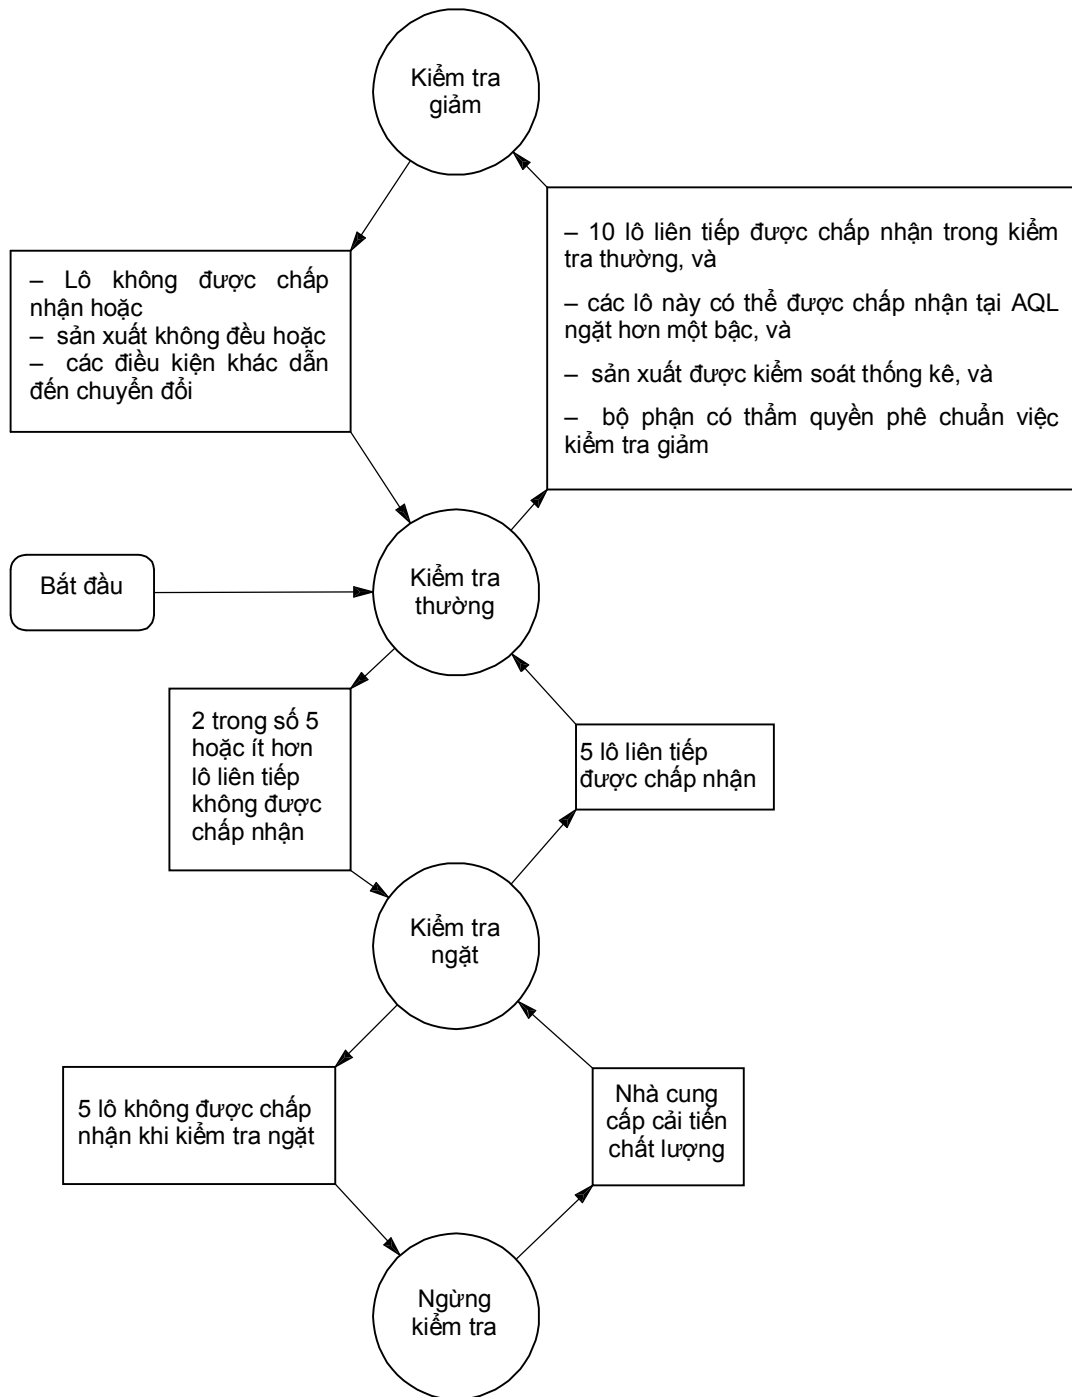 Kiểm tra
giảm
– 10 lô liên tiếp được chấp nhận trong kiểm
tra thường, và
– các lô này có thể được chấp nhận tại AQL
ngặt hơn một bậc, và
– sản xuất được kiểm soát thống kê, và
– bộ phận có thẩm quyền phê chuẩn việc
kiểm tra giảm
– Lô không được chấp
nhận hoặc
– sản xuất không đều hoặc
– các điều kiện khác dẫn
đến chuyển đổi
Bắt đầu
Kiểm tra
thường
2 trong số 5
hoặc ít hơn
lô liên tiếp
không được
chấp nhận
5 lô liên tiếp
được chấp nhận
Kiểm tra
ngặt
5 lô không được chấp
nhận khi kiểm tra ngặt
Nhà cung
cấp cải tiến
chất lượng
Ngừng
kiểm tra